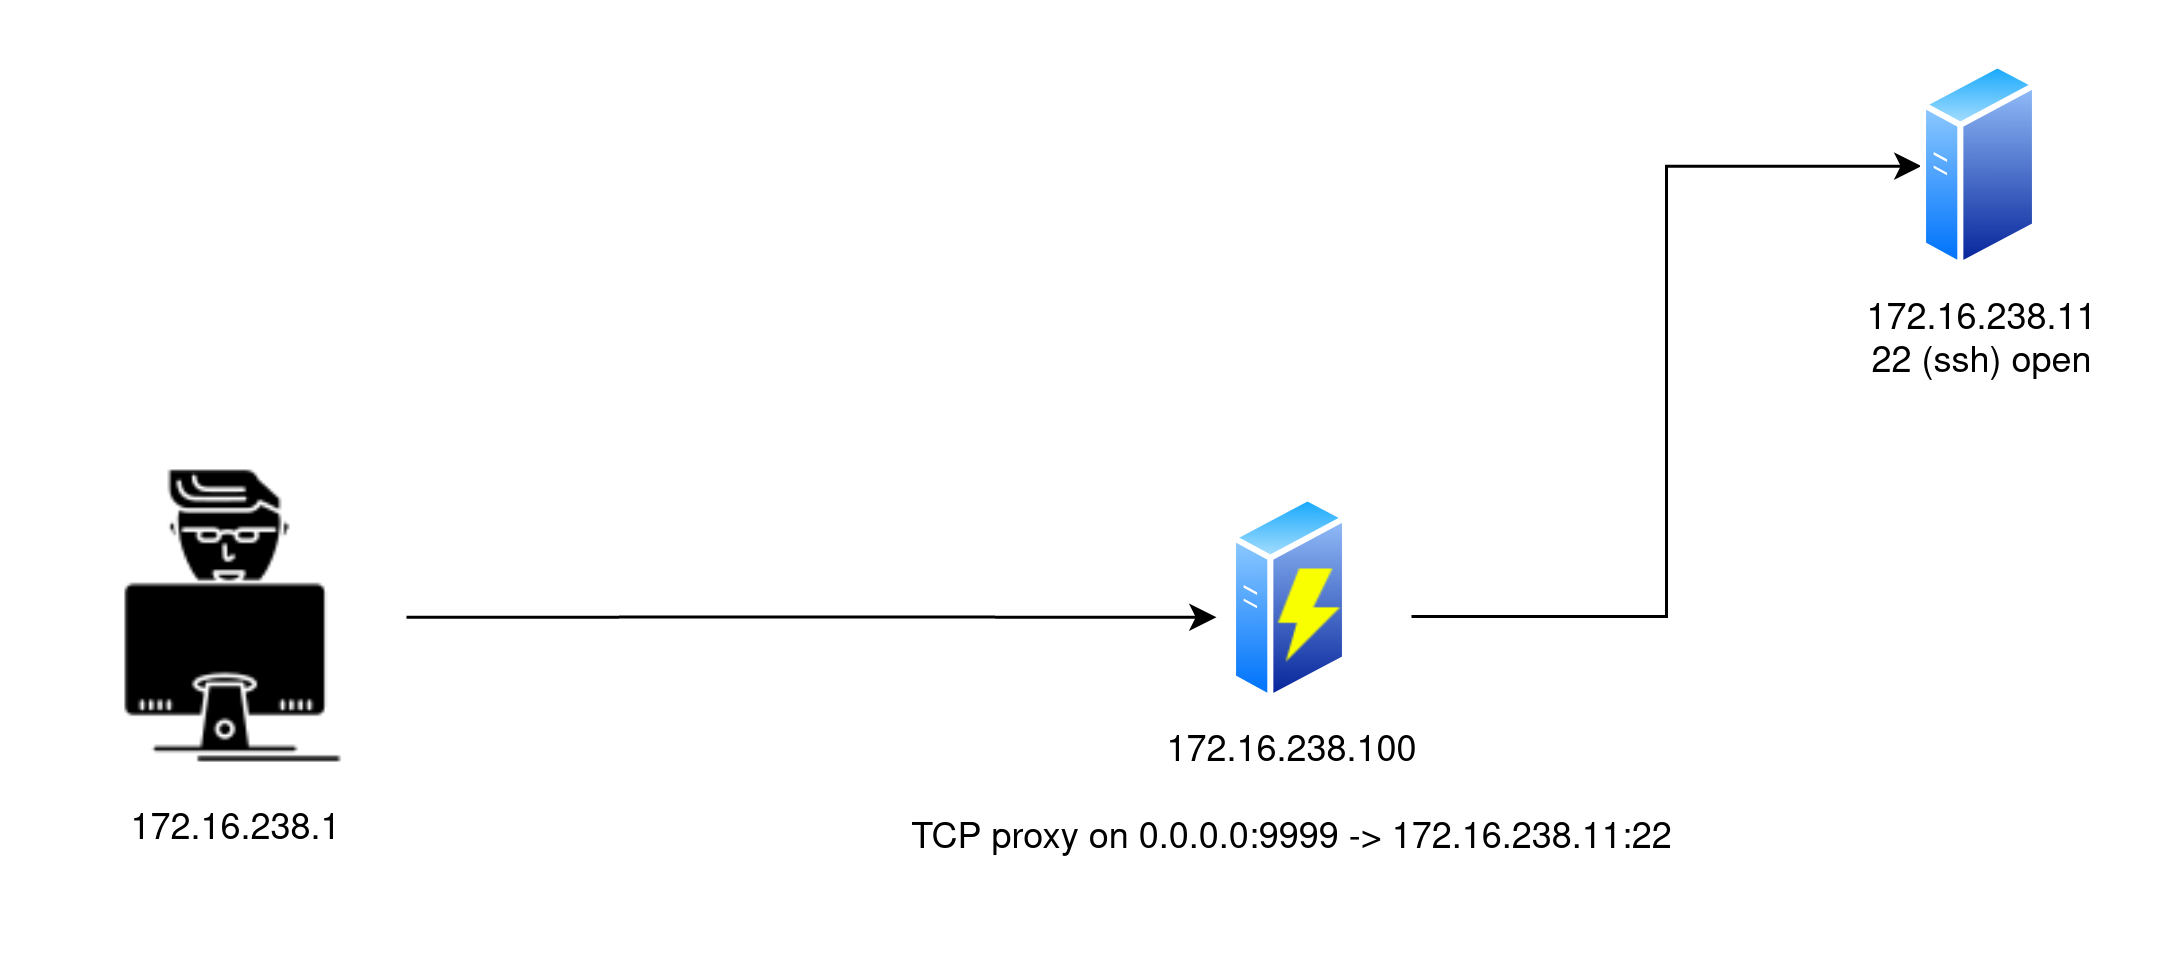 172.16.238.11
22 (ssh) open
172.16.238.100
172.16.238.1
TCP proxy on 0.0.0.0:9999 -> 172.16.238.11:22